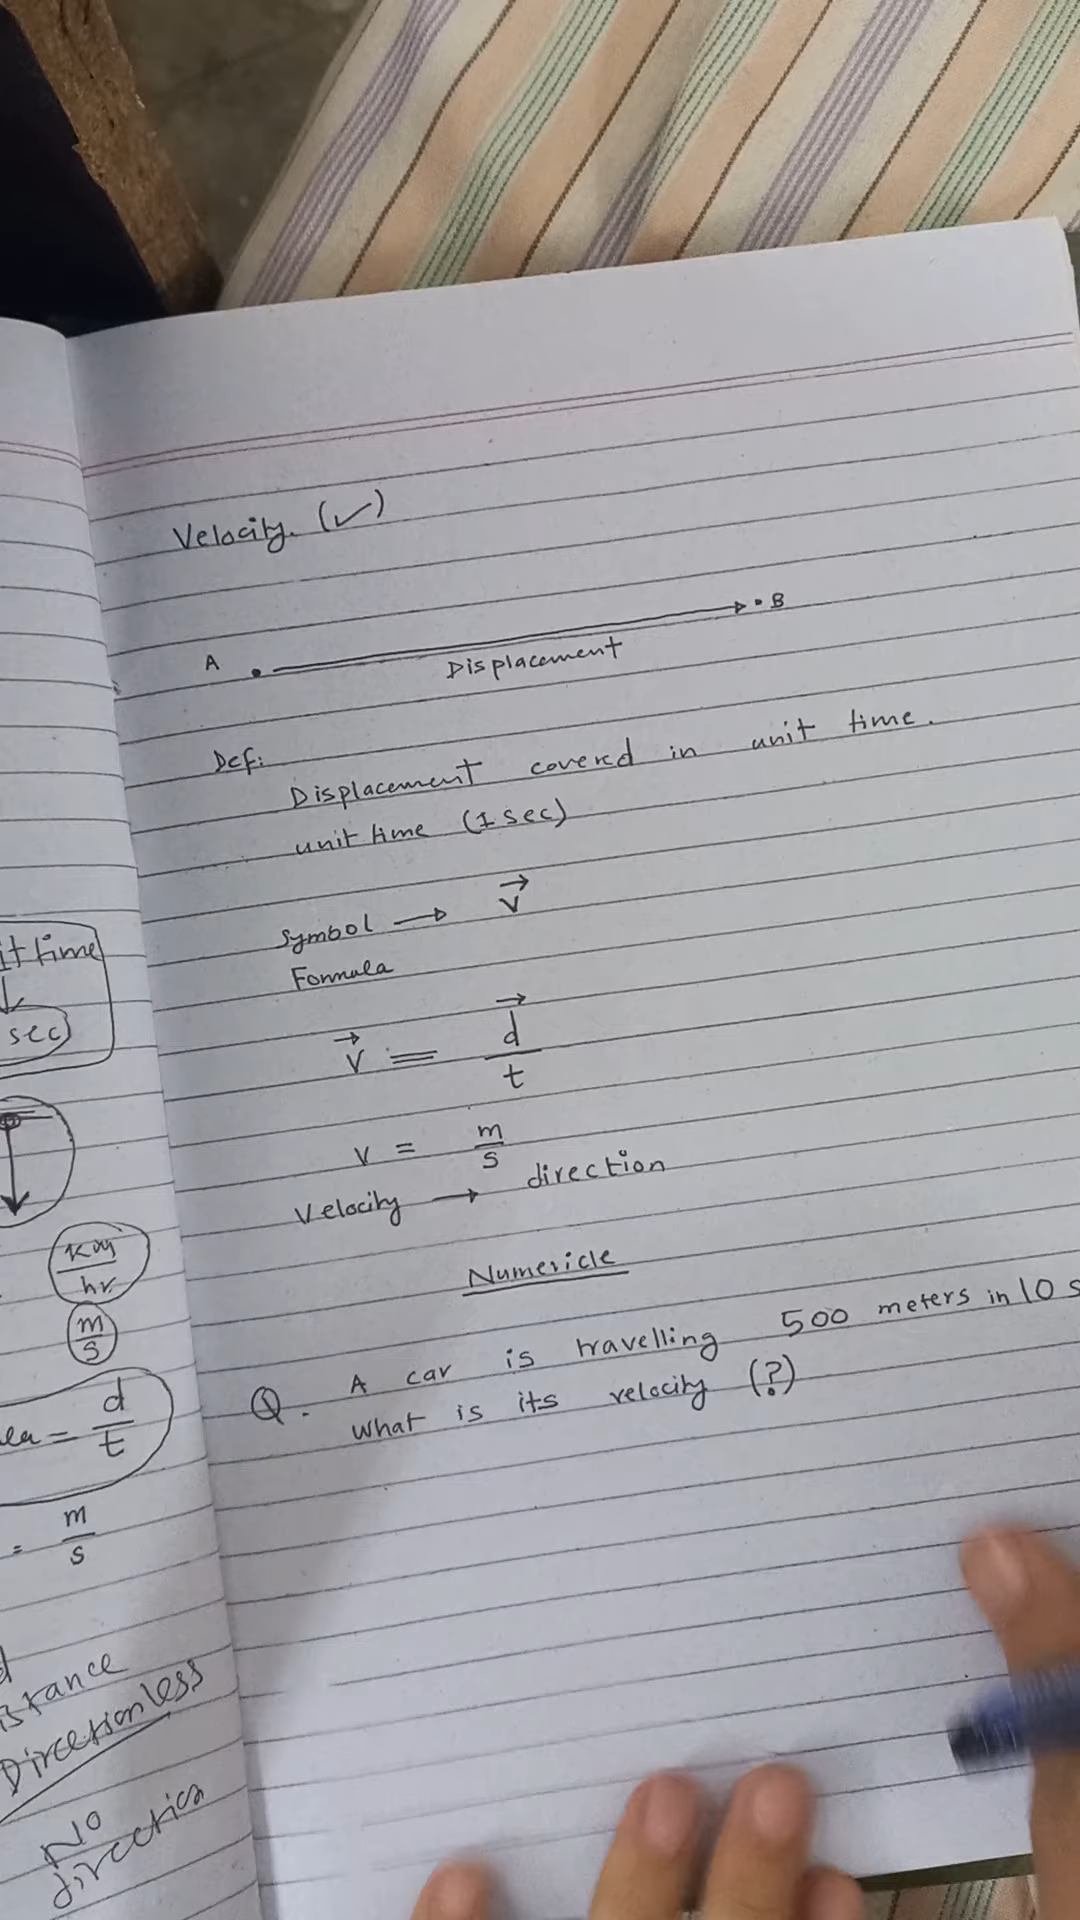 it time
sec
Km
hr
m
s
= d
t
= m
s
istance
Directionless
No
direction
Velocity. (✓)
A
B
Displacement
Def:
Displacement covered in unit time.
unit time (1 sec)
Symbol → v
Formula
v = d
t
v = m
s
Velocity → direction
Numericle
Q. A car is travelling 500 meters in 10 s
what is its velocity (?)